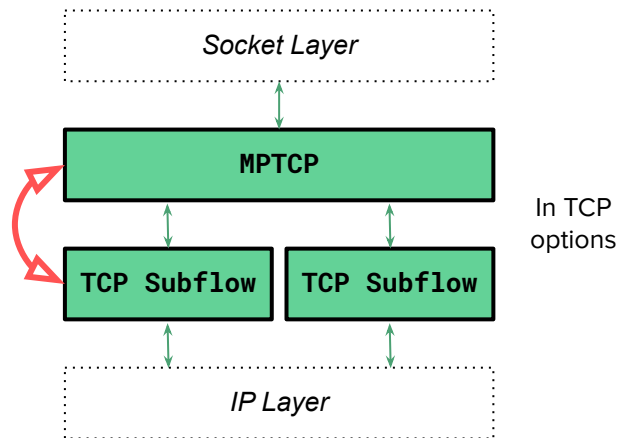 Socket Layer
MPTCP
In TCP
options
TCP Subflow
TCP Subflow
IP Layer